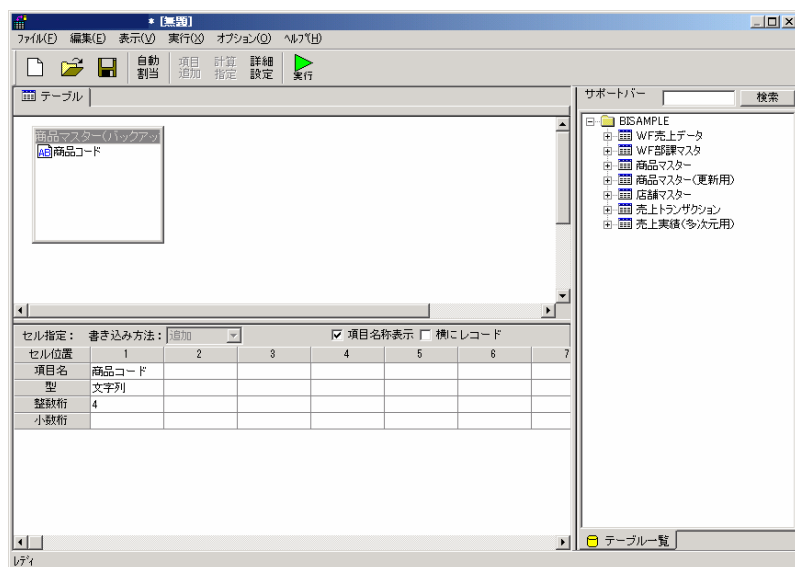 * [無題]
ファイル(F) 編集(E) 表示(V) 実行(X) オプション(O) ヘルプ(H)
自動割当 項目追加 計算指定 詳細設定 実行
テーブル
商品マスター(バックアッ
AB 商品コード
セル指定： 書き込み方法： 追加 項目名称表示 横にレコード
セル位置 1 2 3 4 5 6 7
項目名 商品コード
型 文字列
整数桁 4
小数桁
サポートバー 検索
BISAMPLE
WF売上データ
WF部課マスタ
商品マスター
商品マスター(更新用)
店舗マスター
売上トランザクション
売上実績(多次元用)
テーブル一覧
レディ